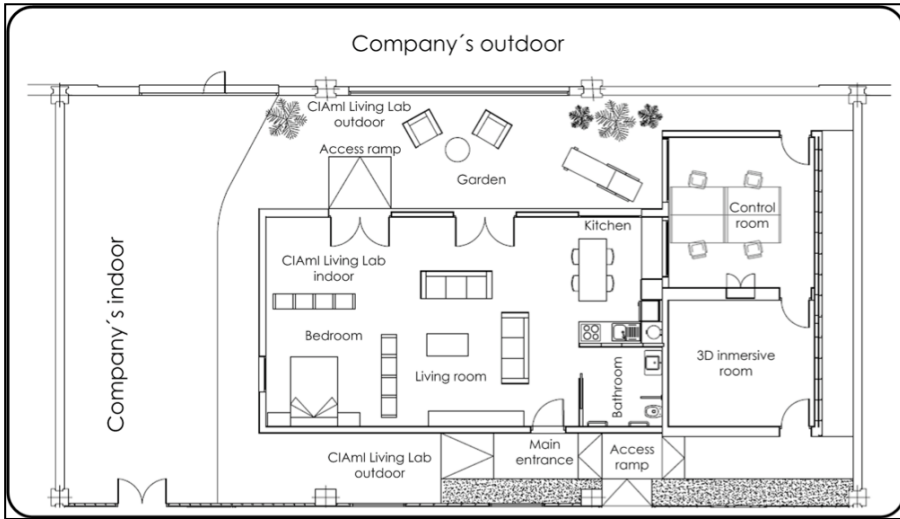 Company´s outdoor
CIAmI Living Lab
outdoor
Access ramp
Garden
Kitchen
Control
room
CIAmI Living Lab
indoor
Company´s indoor
Bedroom
Living room
Bathroom
3D inmersive
room
CIAmI Living Lab
outdoor
Main
entrance
Access
ramp